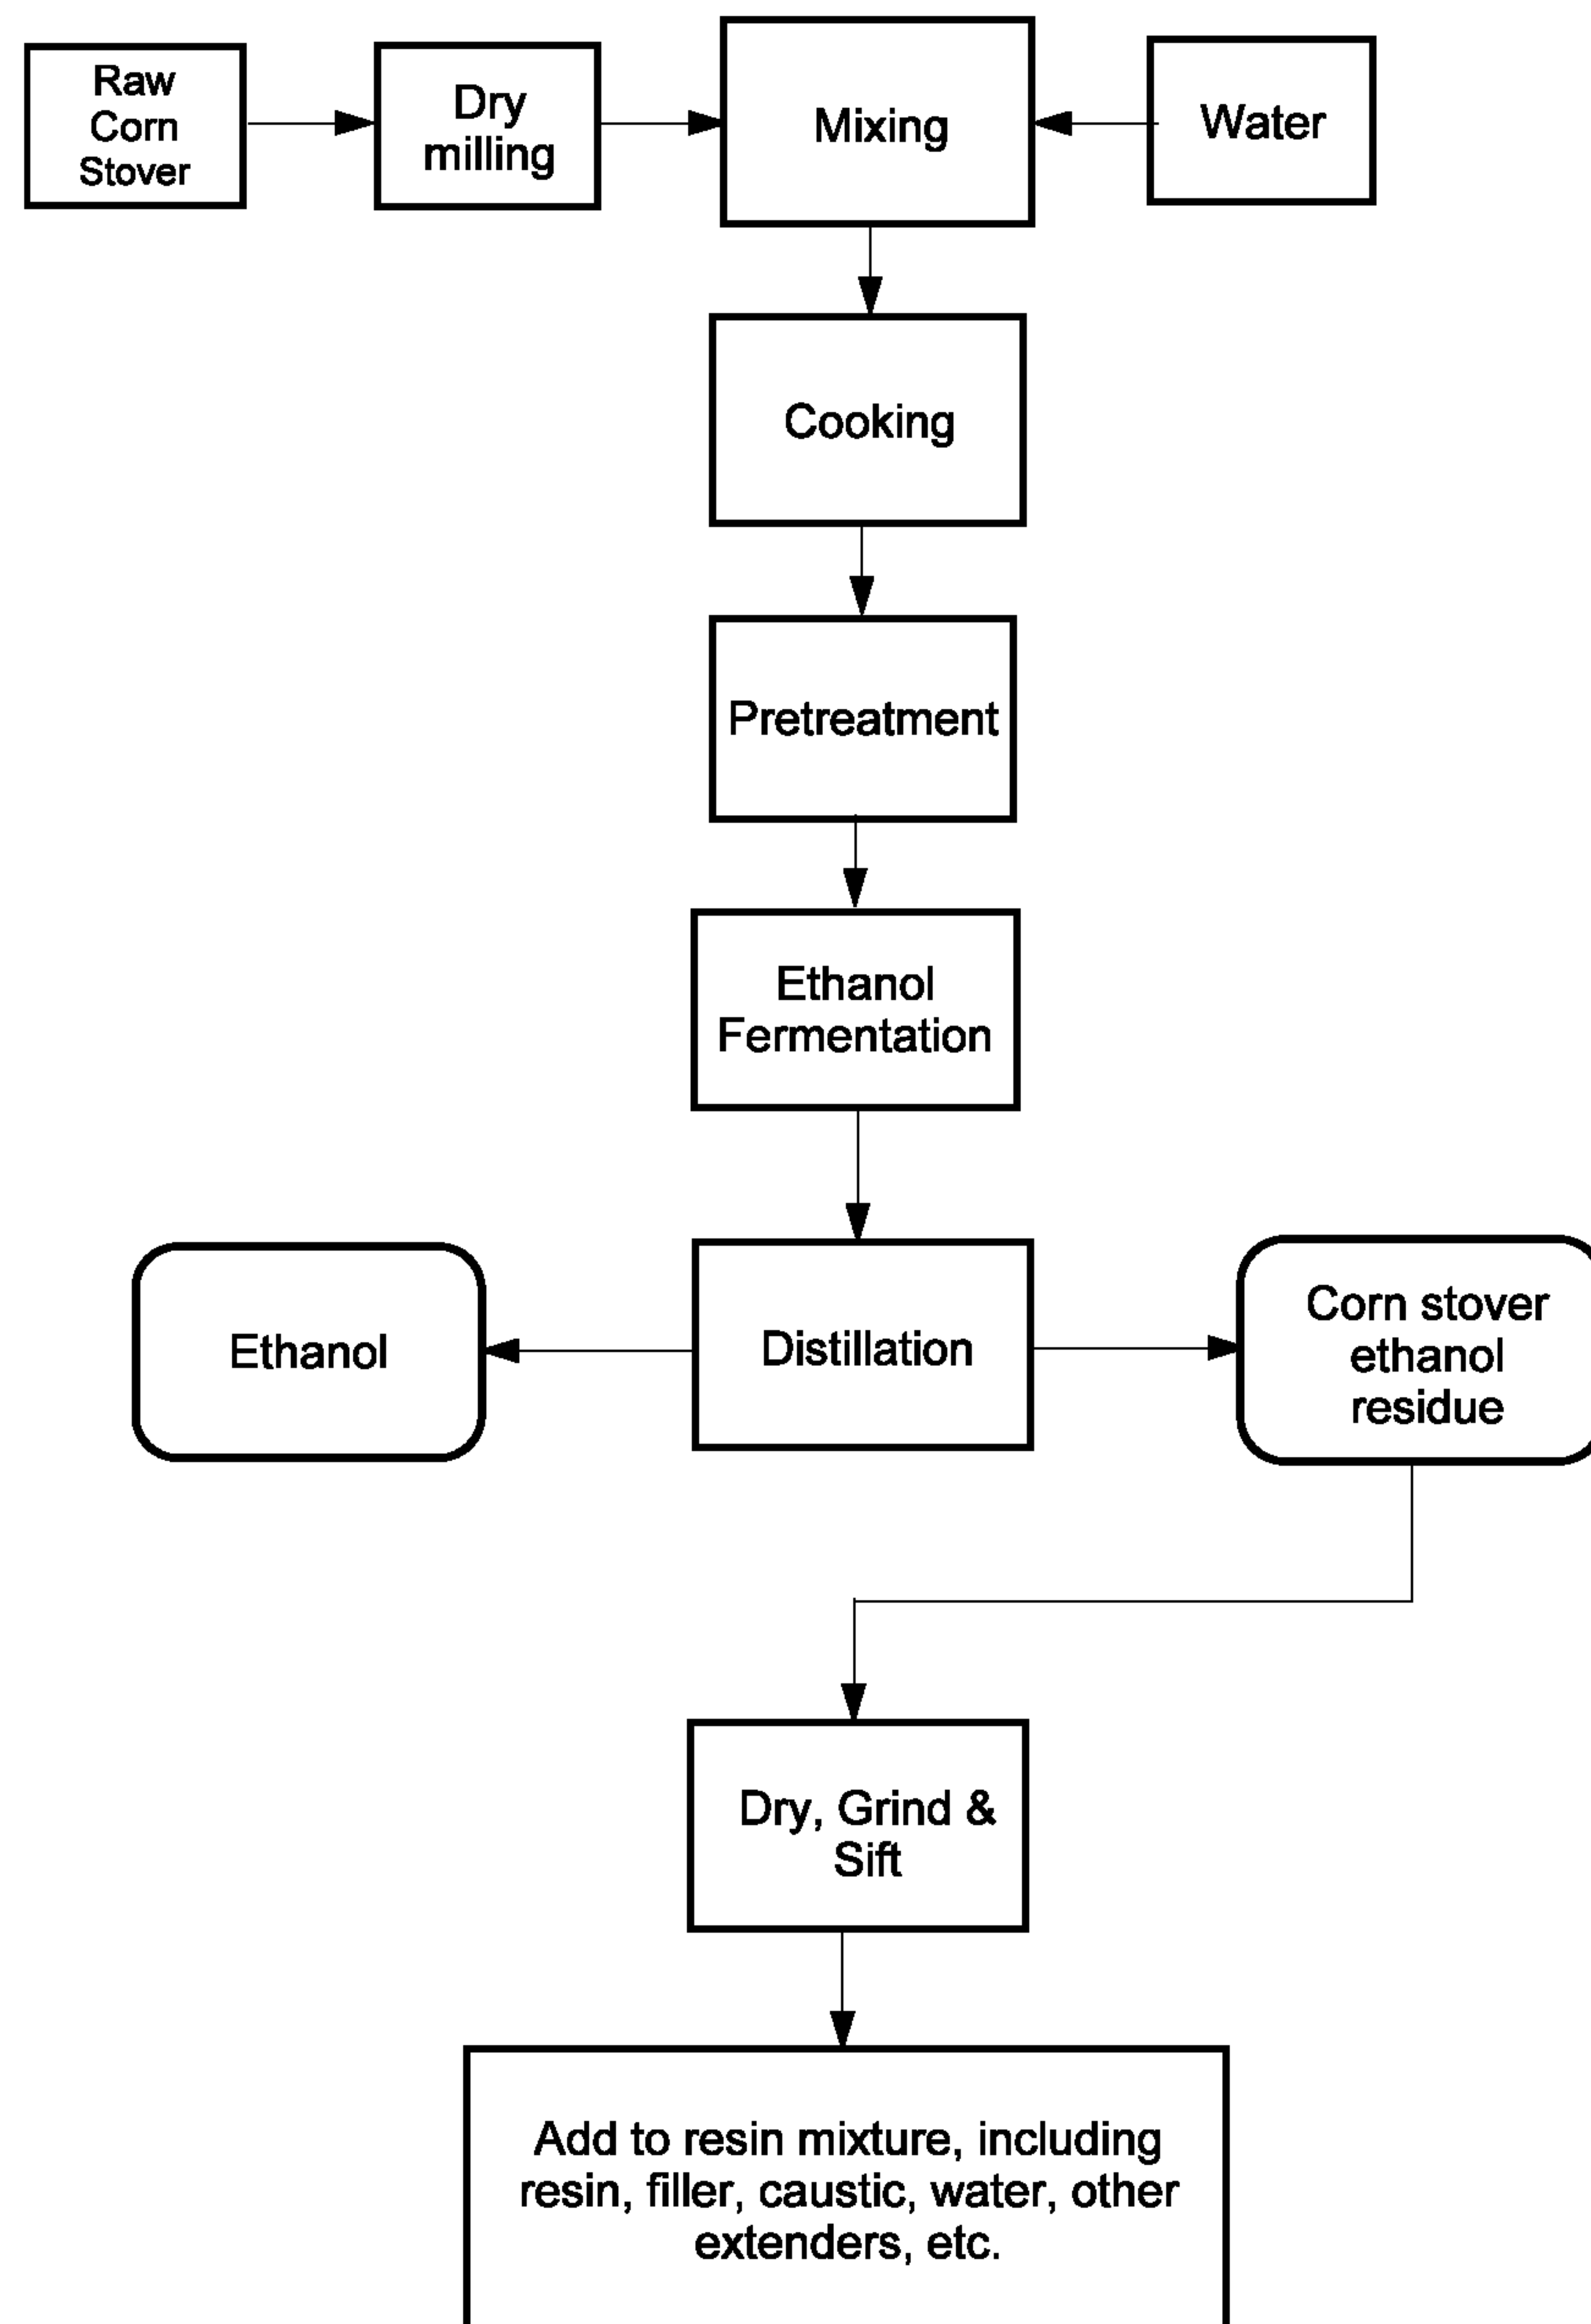 Raw
Corn
Stover
Dry
milling
Mixing
Water
Cooking
Pretreatment
Ethanol
Fermentation
Ethanol
Distillation
Corn stover
ethanol
residue
Dry, Grind &
Sift
Add to resin mixture, including
resin, filler, caustic, water, other
extenders, etc.